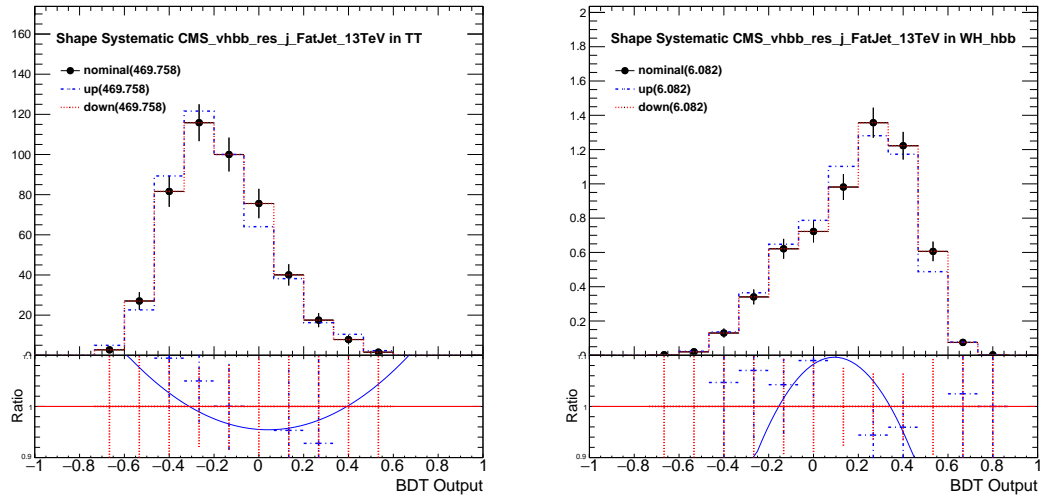 Shape Systematic CMS_vhbb_res_j_FatJet_13TeV in TT
nominal(469.758)
up(469.758)
down(469.758)
160
140
120
100
80
60
40
20
Ratio
1
0.9
−1 −0.8 −0.6 −0.4 −0.2 0 0.2 0.4 0.6 0.8 1
BDT Output
Shape Systematic CMS_vhbb_res_j_FatJet_13TeV in WH_hbb
nominal(6.082)
up(6.082)
down(6.082)
2
1.8
1.6
1.4
1.2
1
0.8
0.6
0.4
0.2
Ratio
1
0.9
−1 −0.8 −0.6 −0.4 −0.2 0 0.2 0.4 0.6 0.8 1
BDT Output